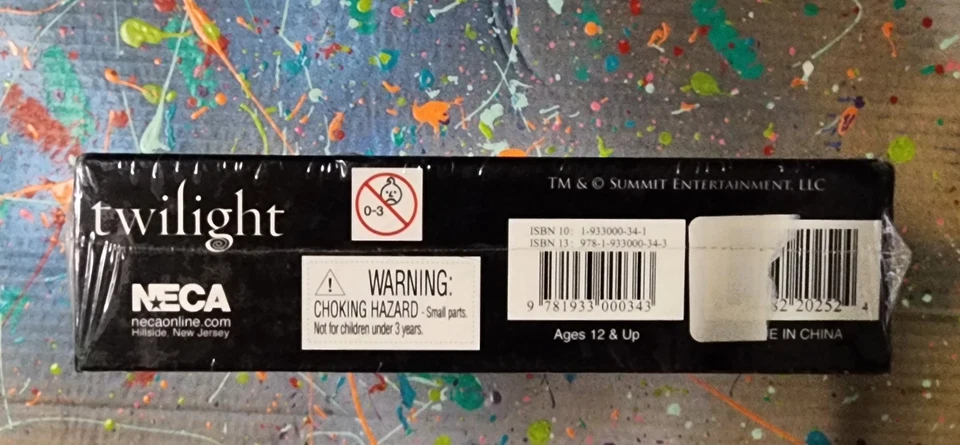 twilight
NECA
necaonline.com
Hillside, New Jersey
0-3
WARNING:
CHOKING HAZARD - Small parts.
Not for children under 3 years.
TM & © SUMMIT ENTERTAINMENT, LLC
ISBN 10: 1-933000-34-1
ISBN 13: 978-1-933000-34-3
9 781933 000343
Ages 12 & Up
20252 4
IN CHINA